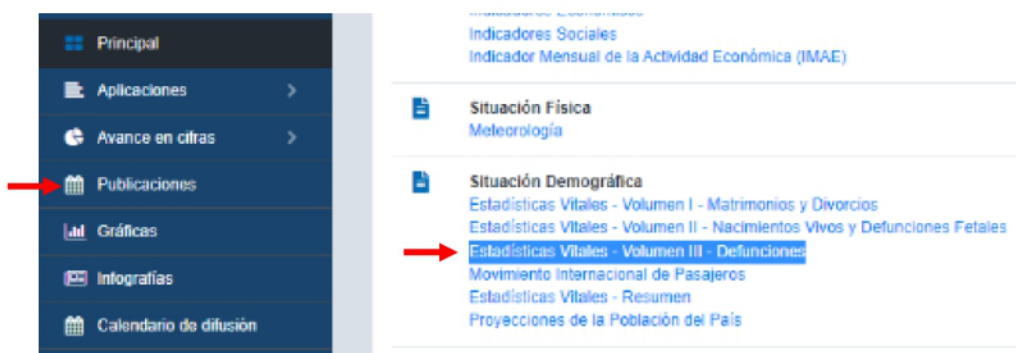 Principal
Aplicaciones
Avance en cifras
Publicaciones
Gráficas
Infografías
Calendario de difusión
Indicadores Económicos
Indicadores Sociales
Indicador Mensual de la Actividad Económica (IMAE)
Situación Física
Meteorología
Situación Demográfica
Estadísticas Vitales - Volumen I - Matrimonios y Divorcios
Estadísticas Vitales - Volumen II - Nacimientos Vivos y Defunciones Fetales
Estadísticas Vitales - Volumen III - Defunciones
Movimiento Internacional de Pasajeros
Estadísticas Vitales - Resumen
Proyecciones de la Población del País